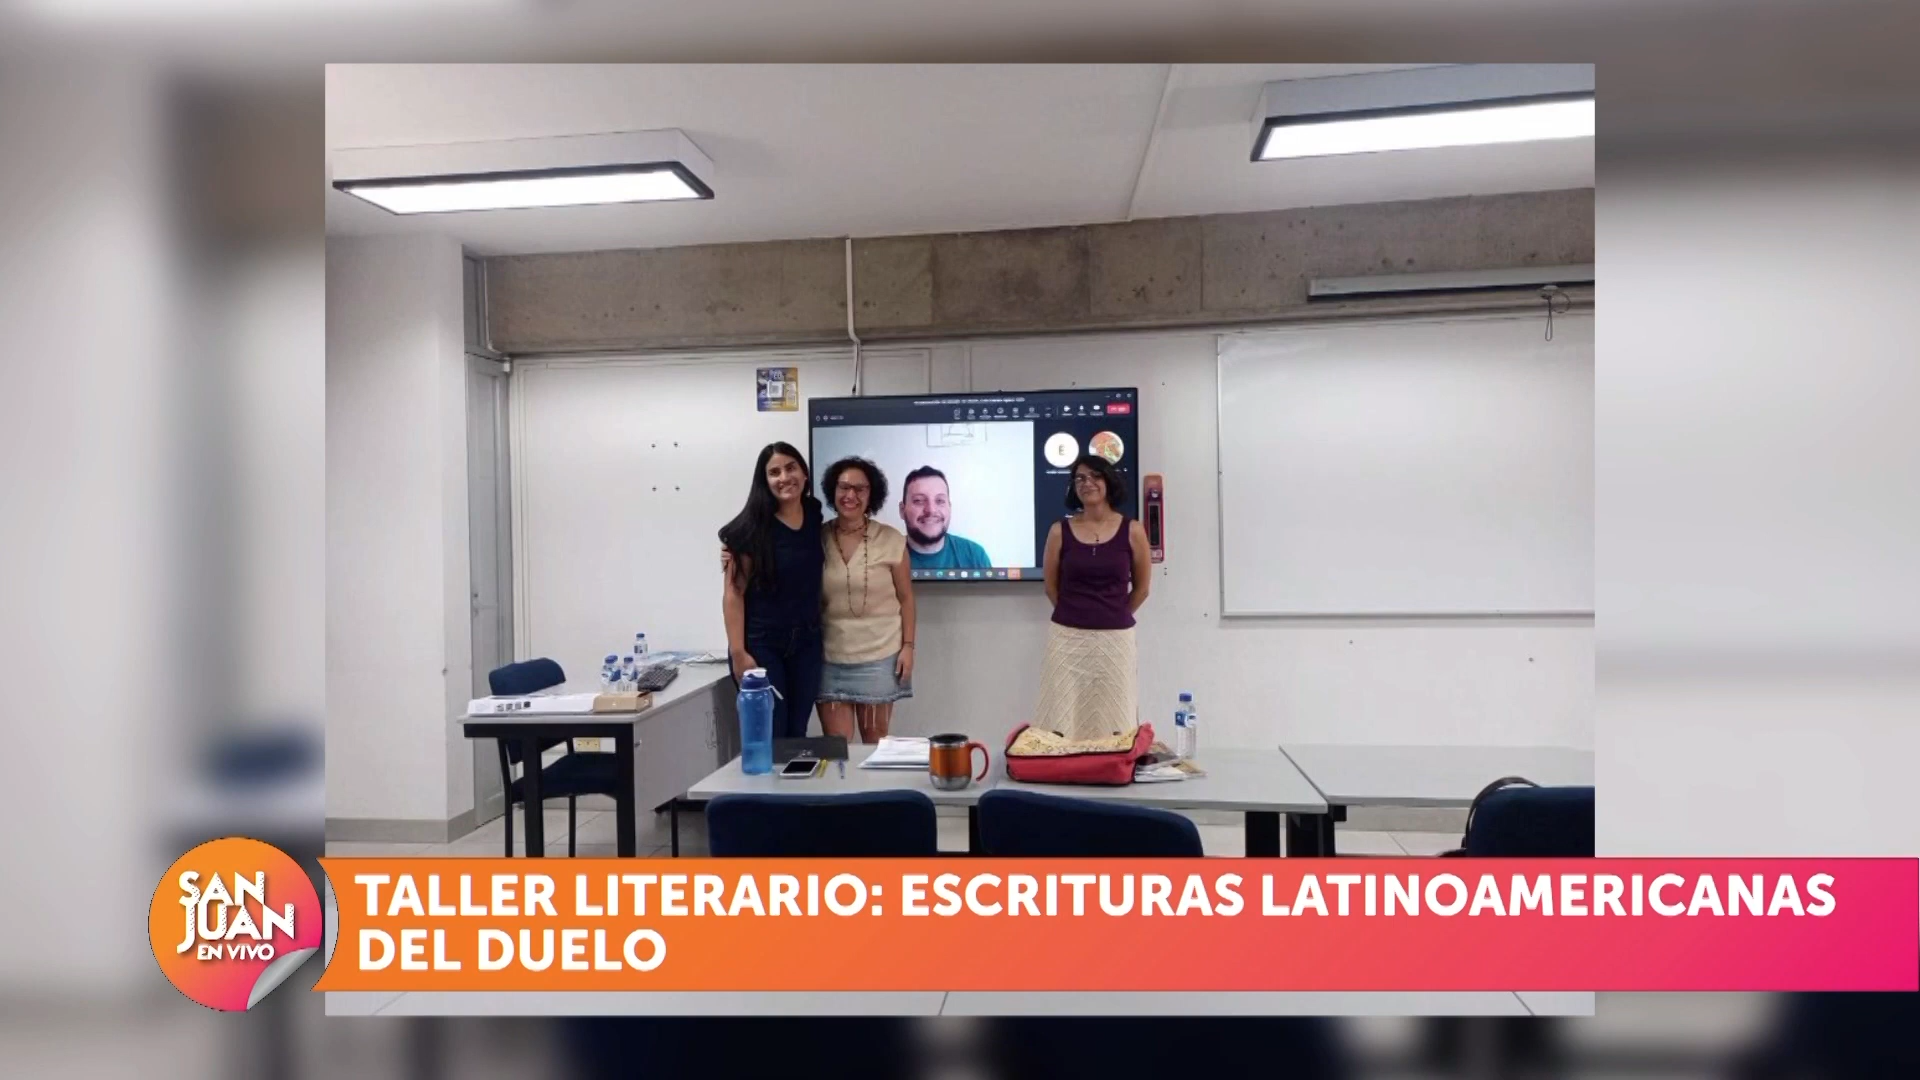 E
SAN
JUAN
EN VIVO
TALLER LITERARIO: ESCRITURAS LATINOAMERICANAS
DEL DUELO